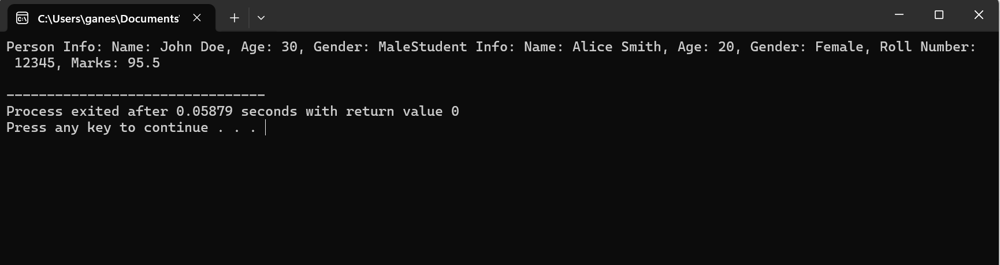 C:\Users\ganes\Documents\
Person Info: Name: John Doe, Age: 30, Gender: MaleStudent Info: Name: Alice Smith, Age: 20, Gender: Female, Roll Number:
 12345, Marks: 95.5
--------------------------------
Process exited after 0.05879 seconds with return value 0
Press any key to continue . . .